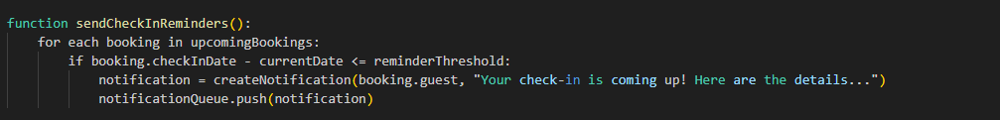 function sendCheckInReminders():
for each booking in upcomingBookings:
if booking.checkInDate - currentDate <= reminderThreshold:
notification = createNotification(booking.guest, "Your check-in is coming up! Here are the details...")
notificationQueue.push(notification)